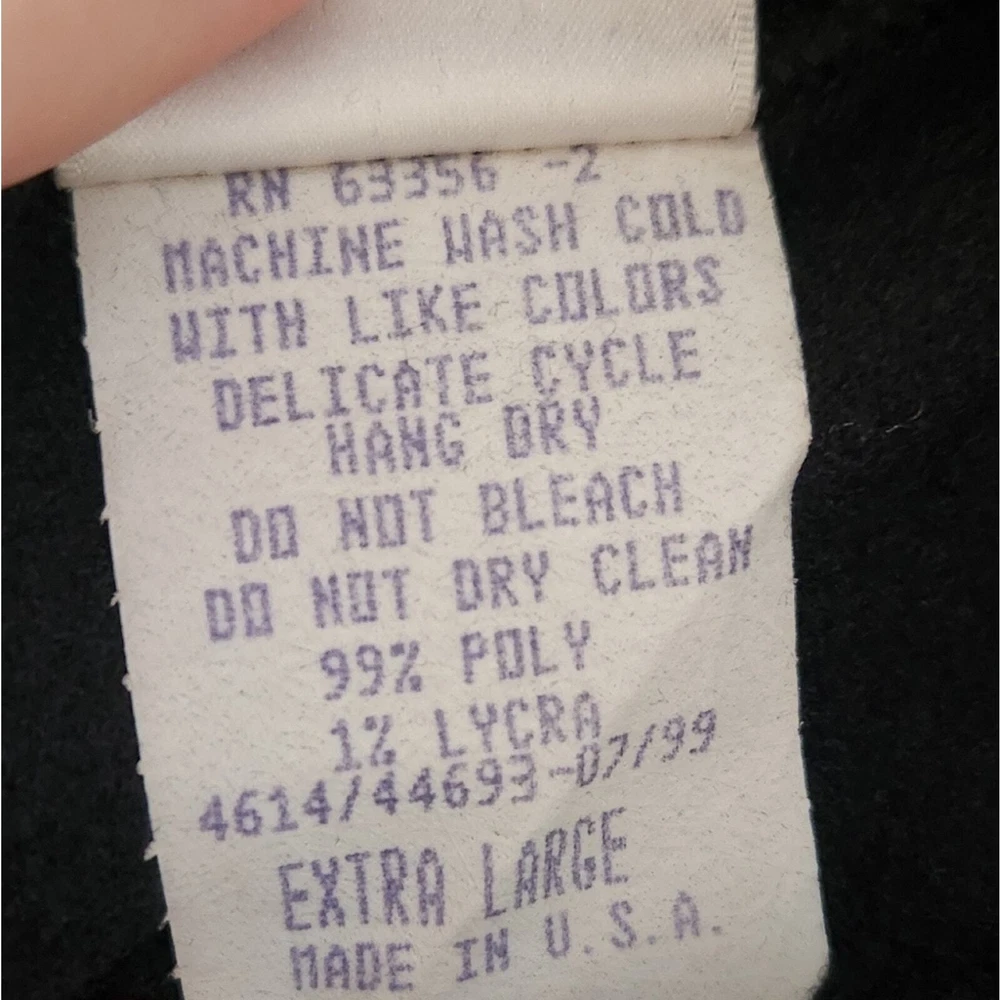 RN 63356 -2
MACHINE WASH COLD
WITH LIKE COLORS
DELICATE CYCLE
HANG DRY
DO NOT BLEACH
DO NOT DRY CLEAN
99% POLY
1% LYCRA
4614/44693-07/99
EXTRA LARGE
MADE IN U.S.A.